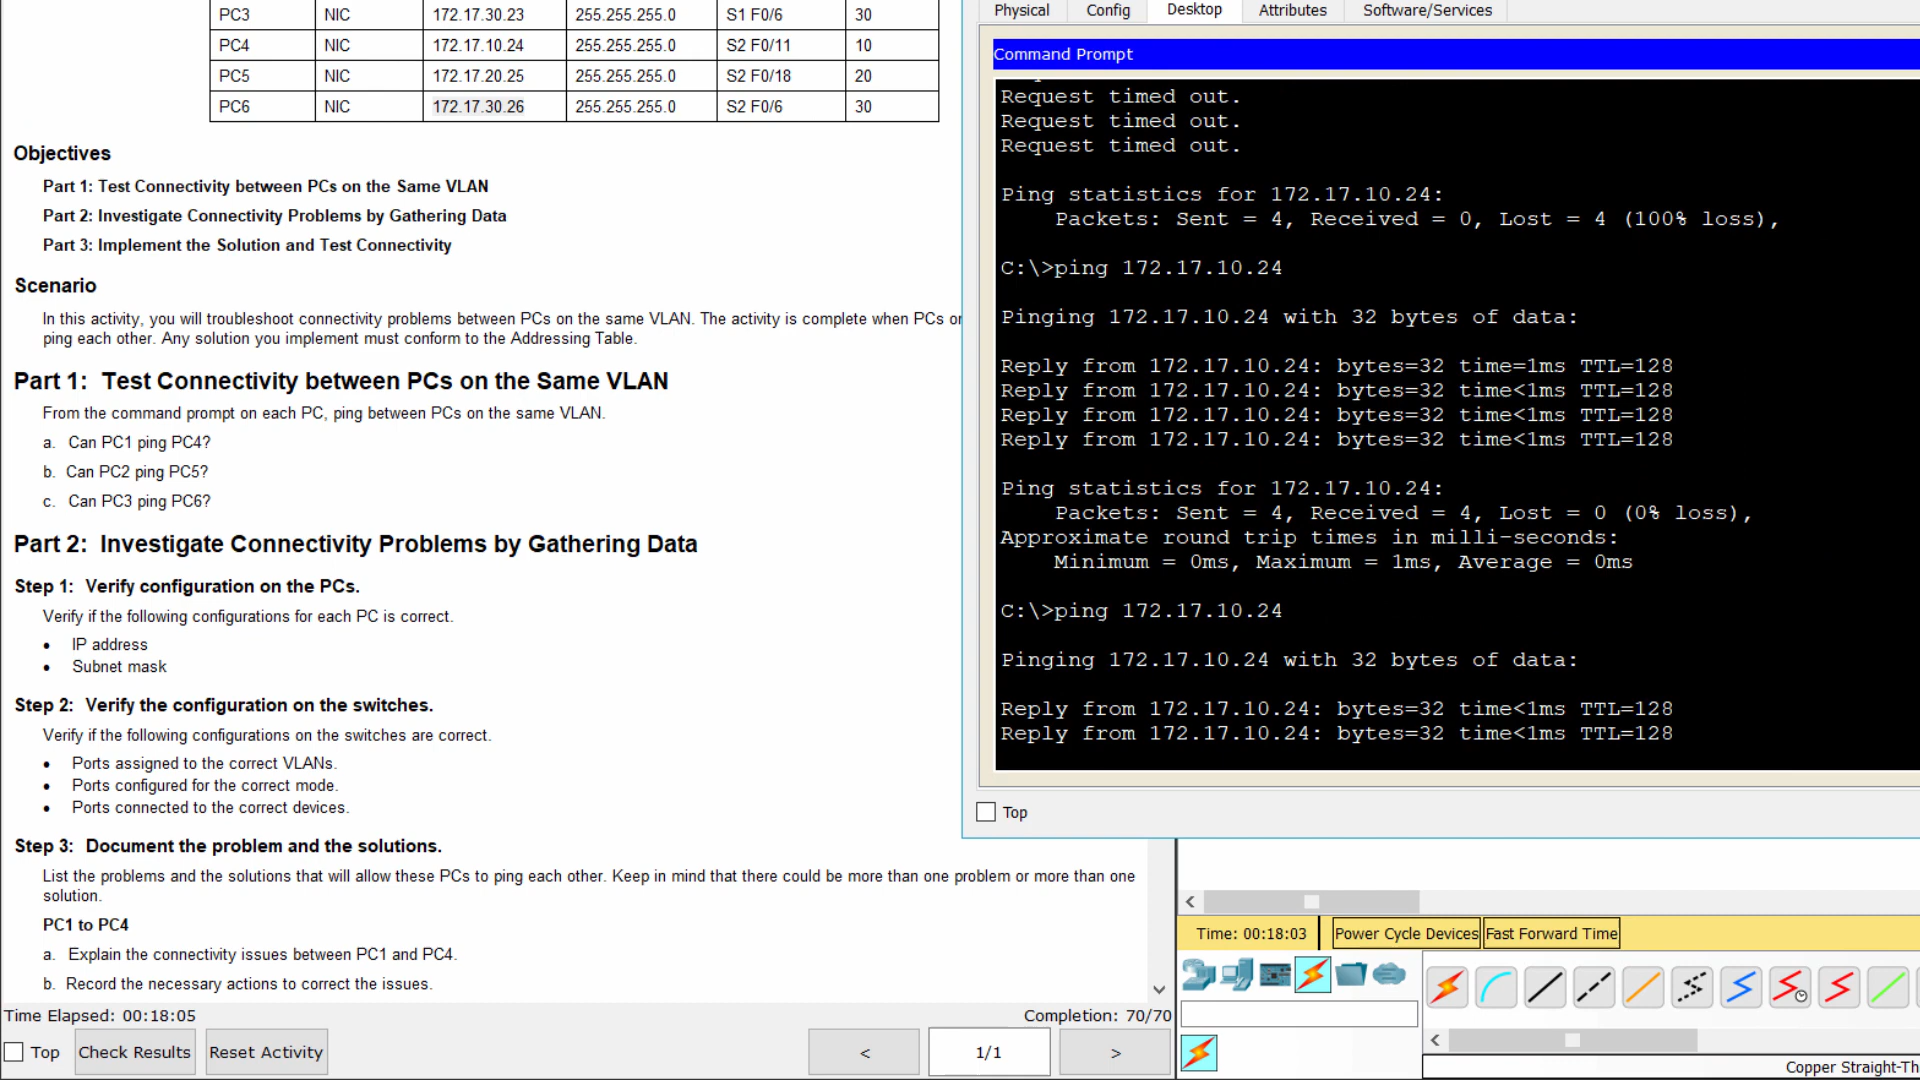 PC3 NIC 172.17.30.23 255.255.255.0 S1 F0/6 30
PC4 NIC 172.17.10.24 255.255.255.0 S2 F0/11 10
PC5 NIC 172.17.20.25 255.255.255.0 S2 F0/18 20
PC6 NIC 172.17.30.26 255.255.255.0 S2 F0/6 30
Objectives
Part 1: Test Connectivity between PCs on the Same VLAN
Part 2: Investigate Connectivity Problems by Gathering Data
Part 3: Implement the Solution and Test Connectivity
Scenario
In this activity, you will troubleshoot connectivity problems between PCs on the same VLAN. The activity is complete when PCs
ping each other. Any solution you implement must conform to the Addressing Table.
Part 1: Test Connectivity between PCs on the Same VLAN
From the command prompt on each PC, ping between PCs on the same VLAN.
a. Can PC1 ping PC4?
b. Can PC2 ping PC5?
c. Can PC3 ping PC6?
Part 2: Investigate Connectivity Problems by Gathering Data
Step 1: Verify configuration on the PCs.
Verify if the following configurations for each PC is correct.
• IP address
• Subnet mask
Step 2: Verify the configuration on the switches.
Verify if the following configurations on the switches are correct.
• Ports assigned to the correct VLANs.
• Ports configured for the correct mode.
• Ports connected to the correct devices.
Step 3: Document the problem and the solutions.
List the problems and the solutions that will allow these PCs to ping each other. Keep in mind that there could be more than one problem or more than one
solution.
PC1 to PC4
a. Explain the connectivity issues between PC1 and PC4.
b. Record the necessary actions to correct the issues.
Time Elapsed: 00:18:05
Completion: 70/70
Top
Check Results
Reset Activity
<
1/1
>
Physical Config Desktop Attributes Software/Services
Command Prompt
Request timed out.
Request timed out.
Request timed out.
Ping statistics for 172.17.10.24:
Packets: Sent = 4, Received = 0, Lost = 4 (100% loss),
C:\>ping 172.17.10.24
Pinging 172.17.10.24 with 32 bytes of data:
Reply from 172.17.10.24: bytes=32 time=1ms TTL=128
Reply from 172.17.10.24: bytes=32 time<1ms TTL=128
Reply from 172.17.10.24: bytes=32 time<1ms TTL=128
Reply from 172.17.10.24: bytes=32 time<1ms TTL=128
Ping statistics for 172.17.10.24:
Packets: Sent = 4, Received = 4, Lost = 0 (0% loss),
Approximate round trip times in milli-seconds:
Minimum = 0ms, Maximum = 1ms, Average = 0ms
C:\>ping 172.17.10.24
Pinging 172.17.10.24 with 32 bytes of data:
Reply from 172.17.10.24: bytes=32 time<1ms TTL=128
Reply from 172.17.10.24: bytes=32 time<1ms TTL=128
Top
Time: 00:18:03
Power Cycle Devices
Fast Forward Time
Copper Straight-Th